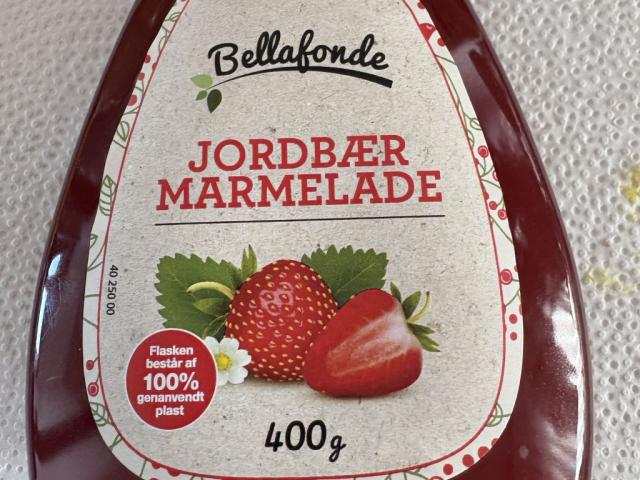 Bellafonde
JORDBÆR
MARMELADE
40 250 00
Flasken
består af
100%
genanvendt
plast
400g